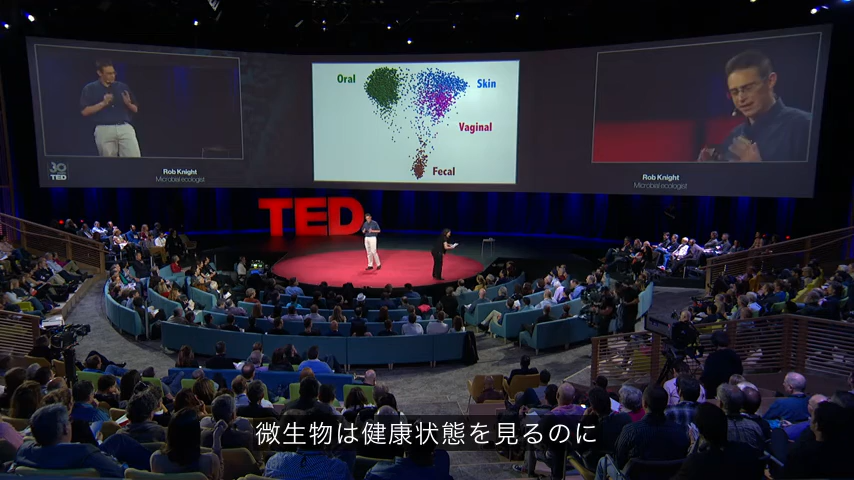 Oral
Skin
Vaginal
Fecal
30
TED
Rob Knight
Microbial ecologist
Rob Knight
Microbial ecologist
TED
微生物は健康状態を見るのに